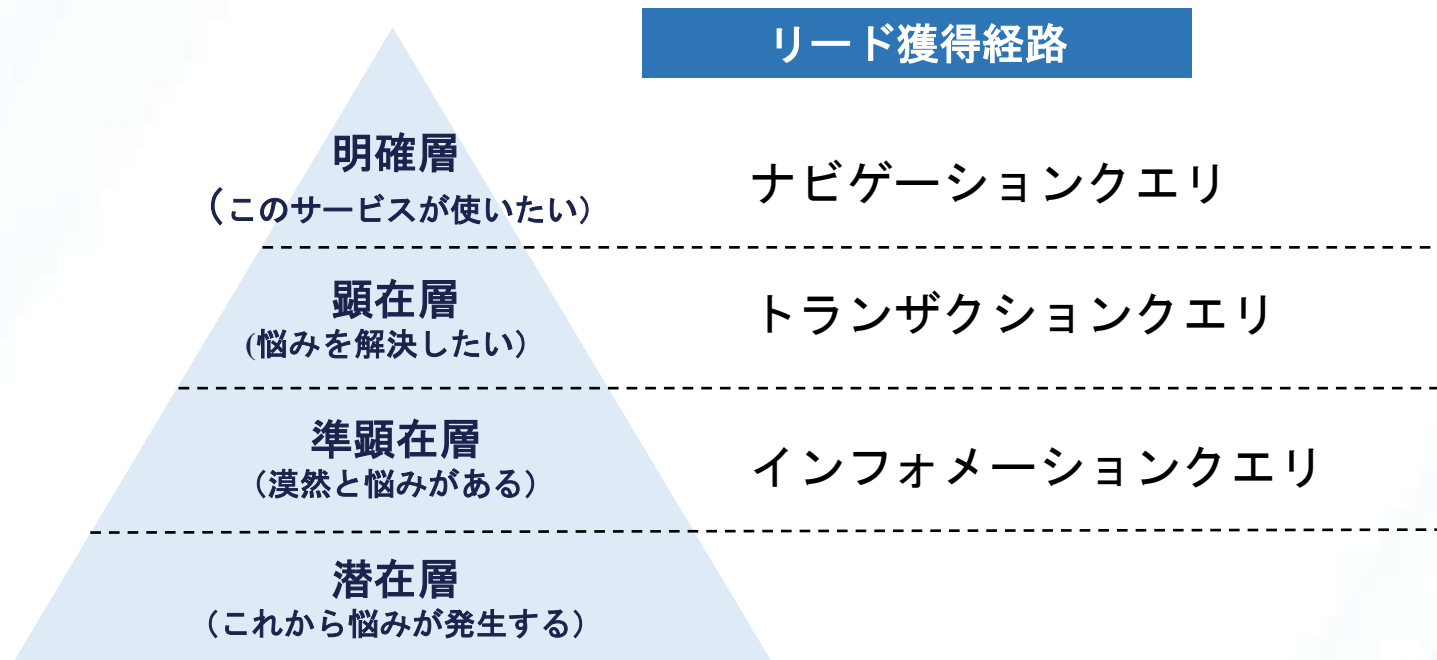 リード獲得経路
明確層
（このサービスが使いたい）
ナビゲーションクエリ
顕在層
(悩みを解決したい）
トランザクションクエリ
準顕在層
（漠然と悩みがある）
インフォメーションクエリ
潜在層
（これから悩みが発生する）